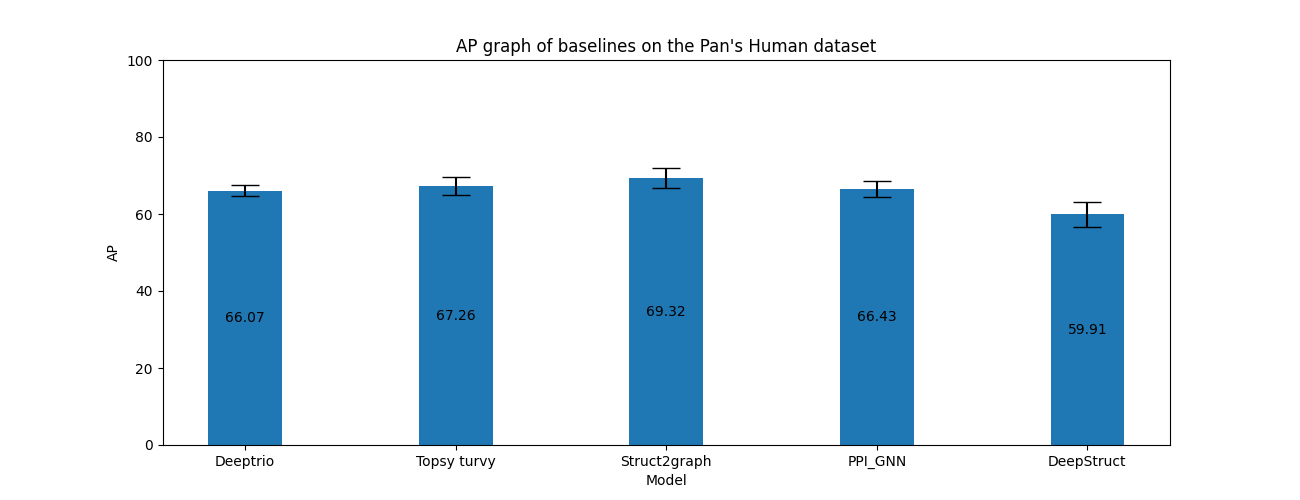 AP graph of baselines on the Pan's Human dataset
100
80
60
40
20
0
AP
66.07
67.26
69.32
66.43
59.91
Deeptrio
Topsy turvy
Struct2graph
PPI_GNN
DeepStruct
Model